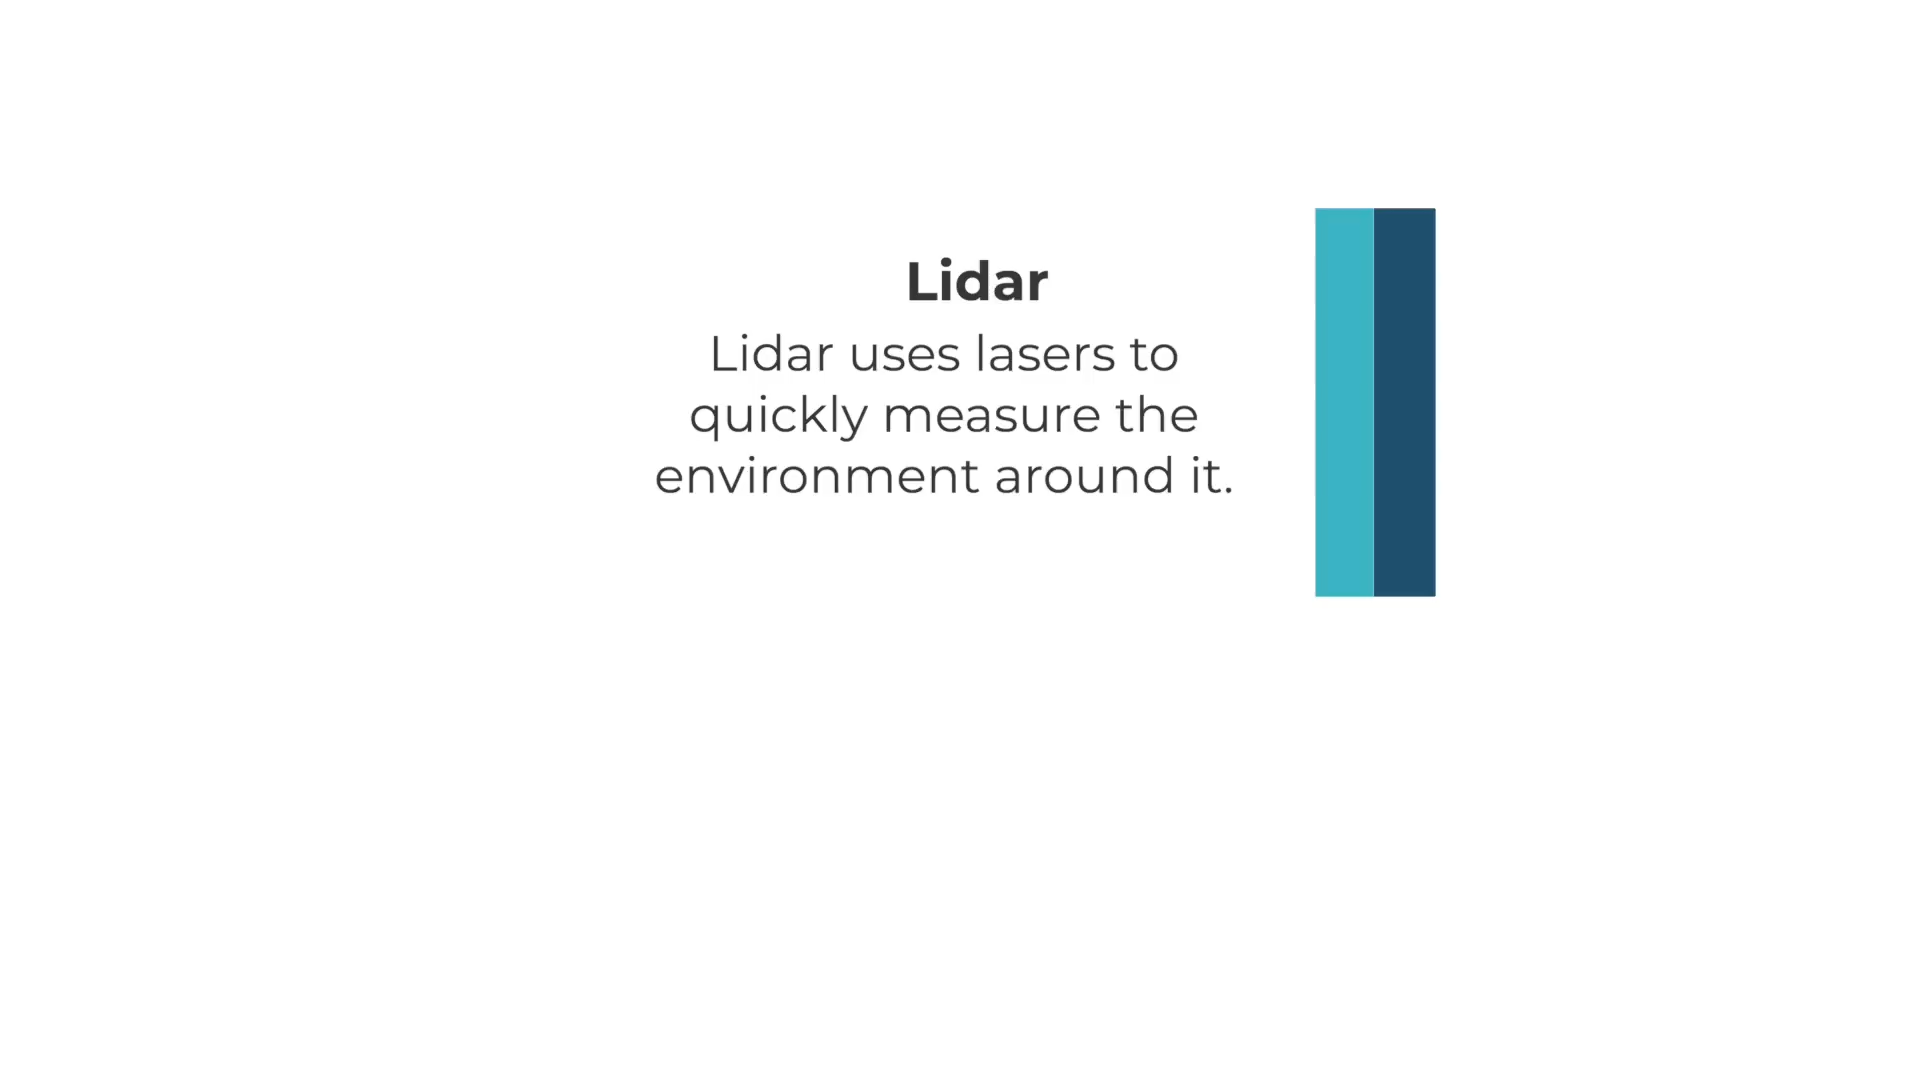 Lidar
Lidar uses lasers to
quickly measure the
environment around it.